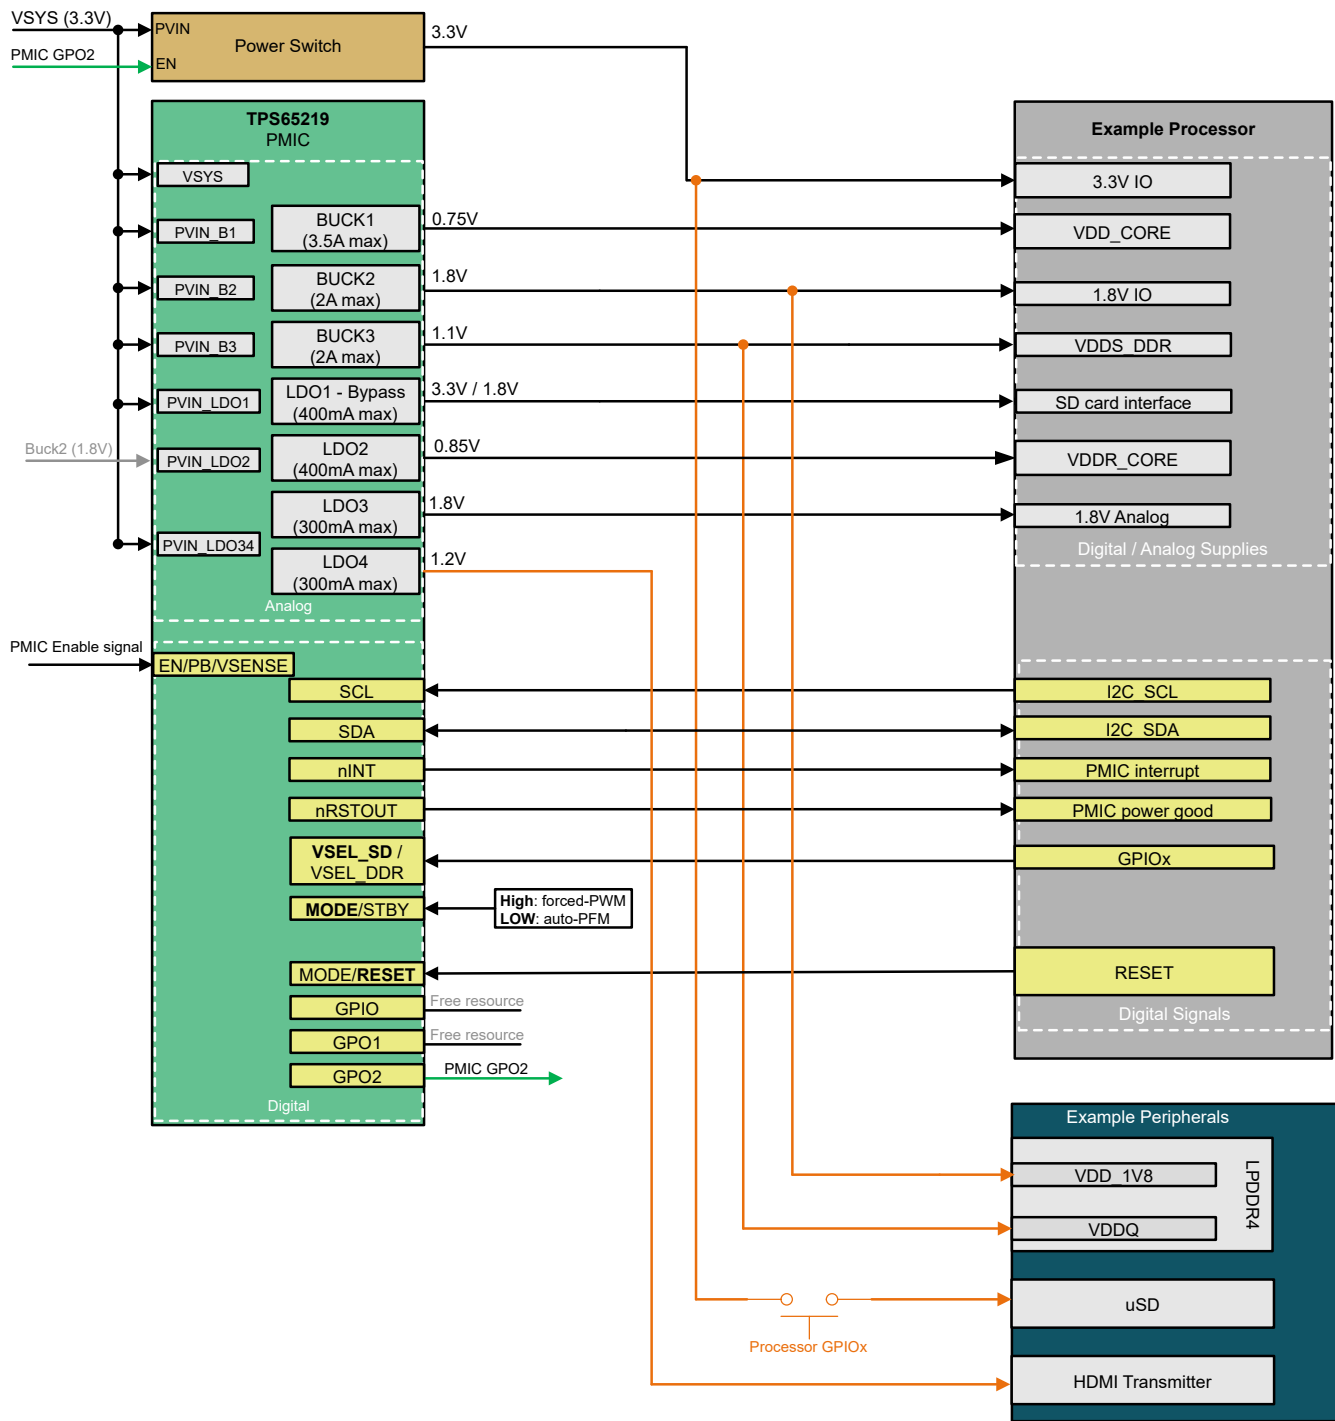 VSYS (3.3V)
PVIN
PMIC GPO2
EN
Power Switch
3.3V
TPS65219
PMIC
VSYS
PVIN_B1
PVIN_B2
PVIN_B3
PVIN_LDO1
Buck2 (1.8V)
PVIN_LDO2
PVIN_LDO34
BUCK1
(3.5A max)
0.75V
BUCK2
(2A max)
1.8V
BUCK3
(2A max)
1.1V
LDO1 - Bypass
(400mA max)
3.3V / 1.8V
LDO2
(400mA max)
0.85V
LDO3
(300mA max)
1.8V
LDO4
(300mA max)
1.2V
Analog
Example Processor
3.3V IO
VDD_CORE
1.8V IO
VDDS_DDR
SD card interface
VDDR_CORE
1.8V Analog
Digital / Analog Supplies
PMIC Enable signal
EN/PB/VSENSE
SCL
SDA
nINT
nRSTOUT
VSEL_SD /
VSEL_DDR
MODE/STBY
High: forced-PWM
LOW: auto-PFM
MODE/RESET
GPIO
Free resource
GPO1
Free resource
GPO2
PMIC GPO2
Digital
I2C_SCL
I2C_SDA
PMIC interrupt
PMIC power good
GPIOx
RESET
Digital Signals
Example Peripherals
VDD_1V8
VDDQ
LPDDR4
uSD
Processor GPIOx
HDMI Transmitter